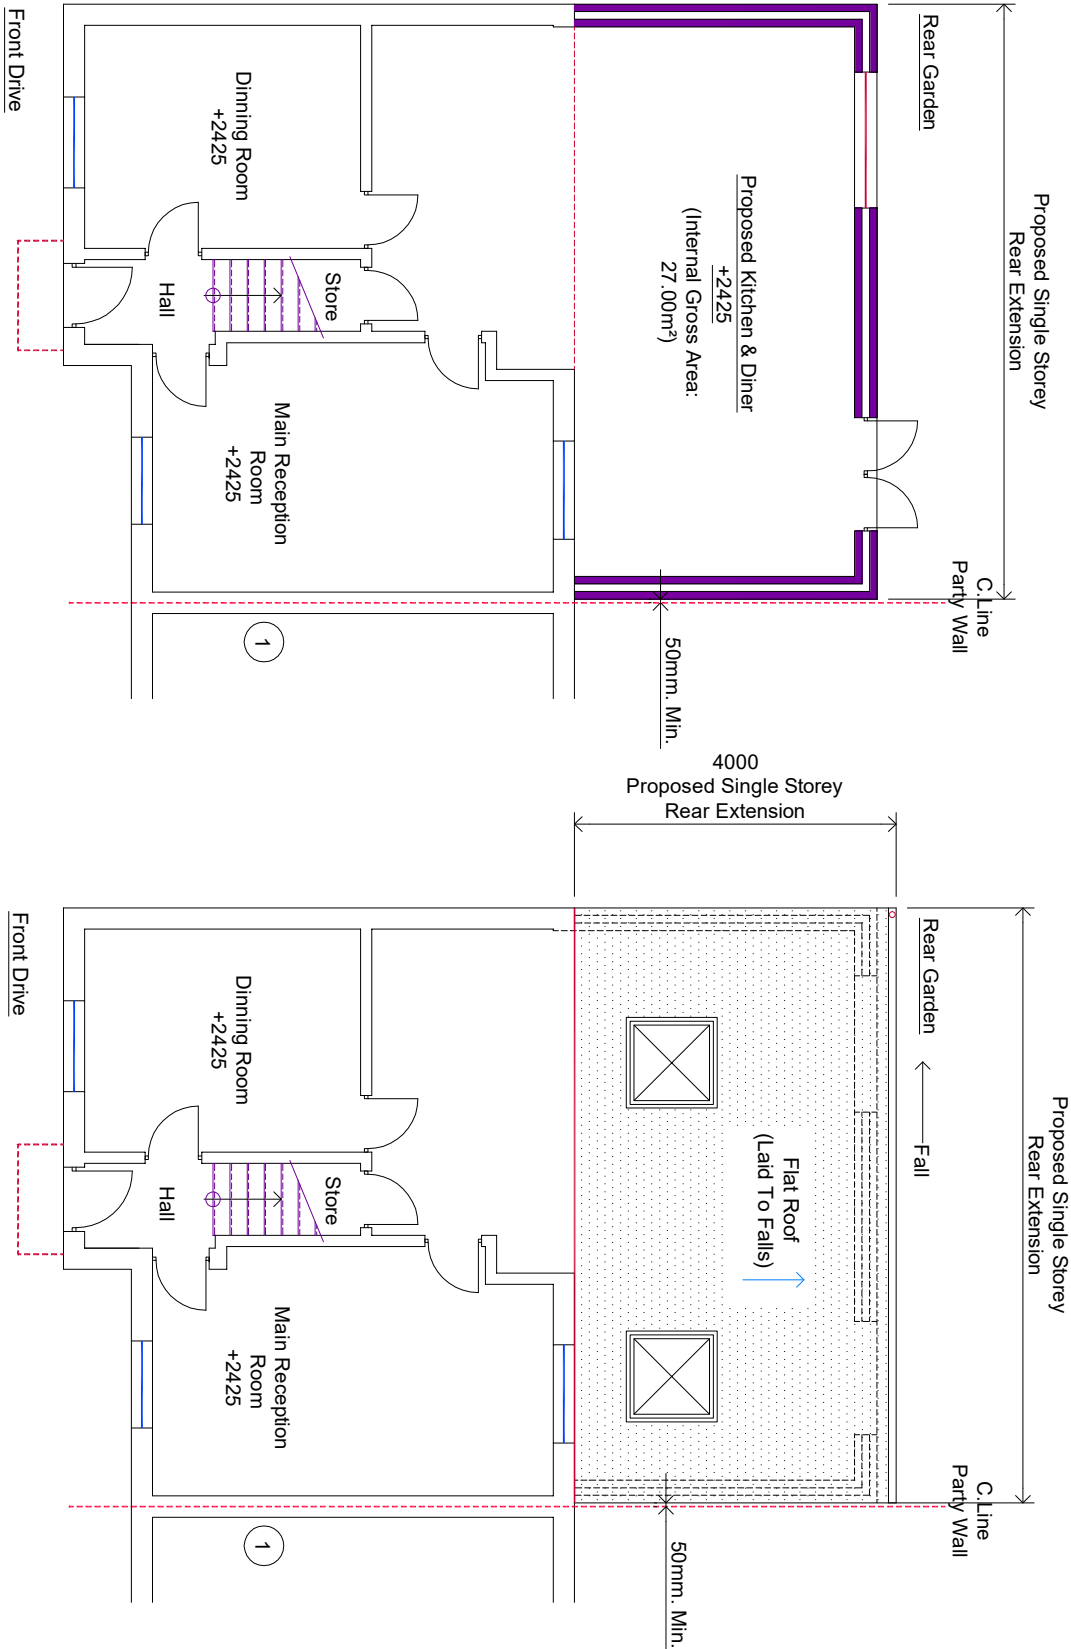 Proposed Single Storey
Rear Extension
Rear Garden
C.Line
Party Wall
Proposed Kitchen & Diner
+2425
(Internal Gross Area:
27.00m²)
50mm. Min.
Store
Hall
Dinning Room
+2425
Main Reception
Room
+2425
1
Front Drive
4000
Proposed Single Storey
Rear Extension
Proposed Single Storey
Rear Extension
Rear Garden
Fall
C.Line
Party Wall
Flat Roof
(Laid To Falls)
50mm. Min.
Store
Hall
Dinning Room
+2425
Main Reception
Room
+2425
1
Front Drive